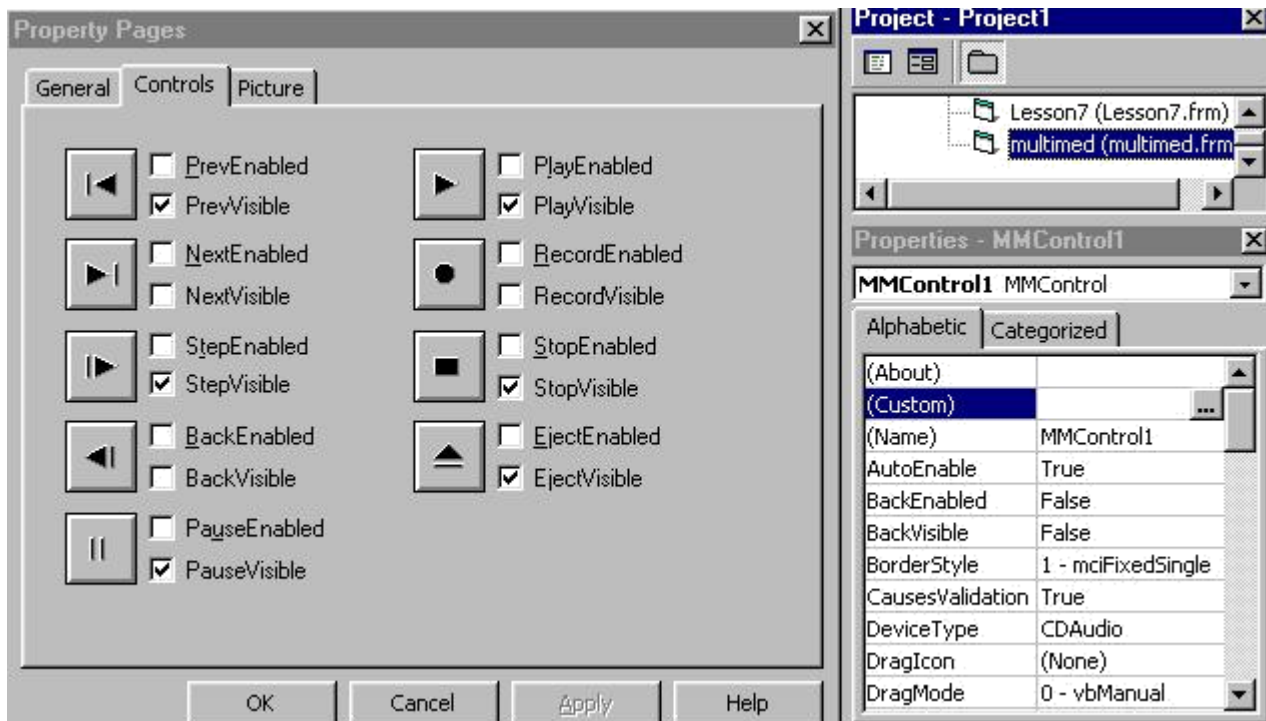 Property Pages
General
Controls
Picture
PrevEnabled
PrevVisible
NextEnabled
NextVisible
StepEnabled
StepVisible
BackEnabled
BackVisible
PauseEnabled
PauseVisible
PlayEnabled
PlayVisible
RecordEnabled
RecordVisible
StopEnabled
StopVisible
EjectEnabled
EjectVisible
OK
Cancel
Apply
Help
Project - Project1
Lesson7 (Lesson7.frm)
multimed (multimed.frm
Properties - MMControl1
MMControl1 MMControl
Alphabetic
Categorized
(About)
(Custom) ...
(Name) MMControl1
AutoEnable True
BackEnabled False
BackVisible False
BorderStyle 1 - mciFixedSingle
CausesValidation True
DeviceType CDAudio
DragIcon (None)
DragMode 0 - vbManual